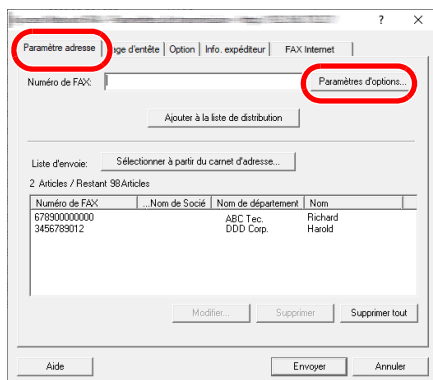 ? ×
Paramètre adresse age d'entête Option Info. expéditeur FAX Internet
Numéro de FAX: Paramètres d'options...
Ajouter à la liste de distribution
Liste d'envoie: Sélectionner à partir du carnet d'adresse...
2 Articles / Restant 98Articles
Numéro de FAX ...Nom de Socié Nom de département Nom
678900000000 ABC Tec. Richard
3456789012 DDD Corp. Harold
Modifier... Supprimer Supprimer tout
Aide Envoyer Annuler